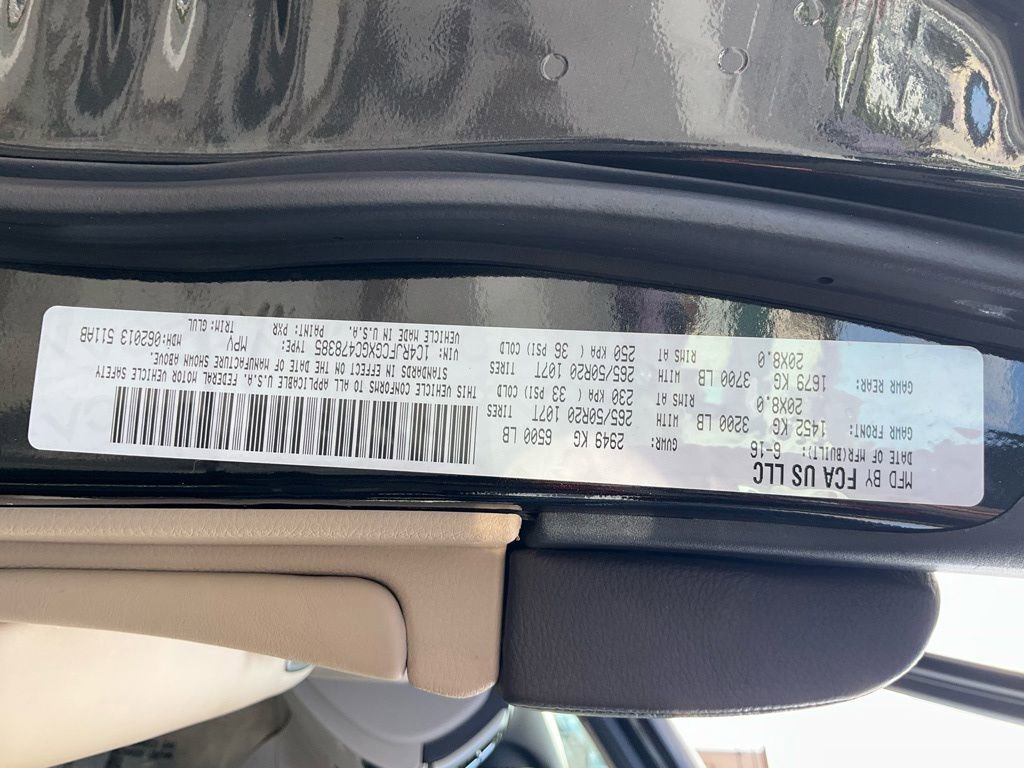 MFD BY FCA US LLC
DATE OF MFR(BUILT): 6-16
GVWR: 2949 KG 6500 LB
GAWR FRONT: 1452 KG 3200 LB WITH 265/50R20 107T TIRES
20X8.0 RIMS AT 230 KPA ( 33 PSI) COLD
GAWR REAR: 1679 KG 3700 LB WITH 265/50R20 107T TIRES
20X8.0 RIMS AT 250 KPA ( 36 PSI) COLD
THIS VEHICLE CONFORMS TO ALL APPLICABLE U.S.A. FEDERAL MOTOR VEHICLE SAFETY
STANDARDS IN EFFECT ON THE DATE OF MANUFACTURE SHOWN ABOVE.
VIN: 1C4RJFCGXGC478385 TYPE: MPV MDH:062013 511AB
VEHICLE MADE IN U.S.A. PAINT: PXR TRIM: GLUL